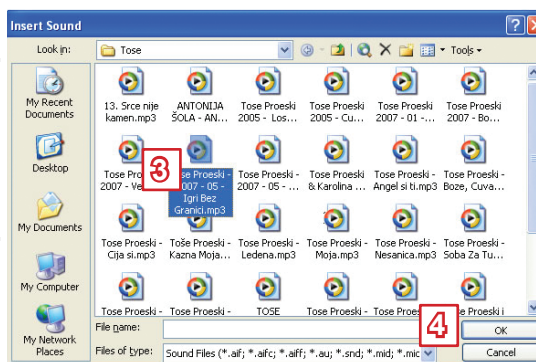 Insert Sound
Look in: Tose Tools
My Recent Documents
Desktop
My Documents
My Computer
My Network Places
13. Srce nije kamen.mp3
ANTONIJA ŠOLA - AN...
Tose Proeski 2005 - Los...
Tose Proeski 2005 - Cu...
Tose Proeski 2007 - 01 -...
Tose Proeski 2007 - Bo...
Tose Pro
2007 - Ve
3
se Proeski - 2007 - 05 - Igri Bez Granici.mp3
Tose Proeski - 2007 - 05 - ...
Tose Proeski & Karolina ...
Tose Proeski - Angel si ti.mp3
Tose Proeski - Boze, Cuva...
Tose Proeski - Cija si.mp3
Toše Proeski - Kazna Moja...
Tose Proeski - Ledena.mp3
Tose Proeski - Moja.mp3
Tose Proeski - Nesanica.mp3
Tose Proeski - Soba Za Tu...
Tose Proeski -
Tose Proeski -
TOSE
Tose Proeski -
Tose Proe
se Proeski i
4
File name:
OK
Files of type: Sound Files (*.aif; *.aifc; *.aiff; *.au; *.snd; *.mid; *.mic
Cancel